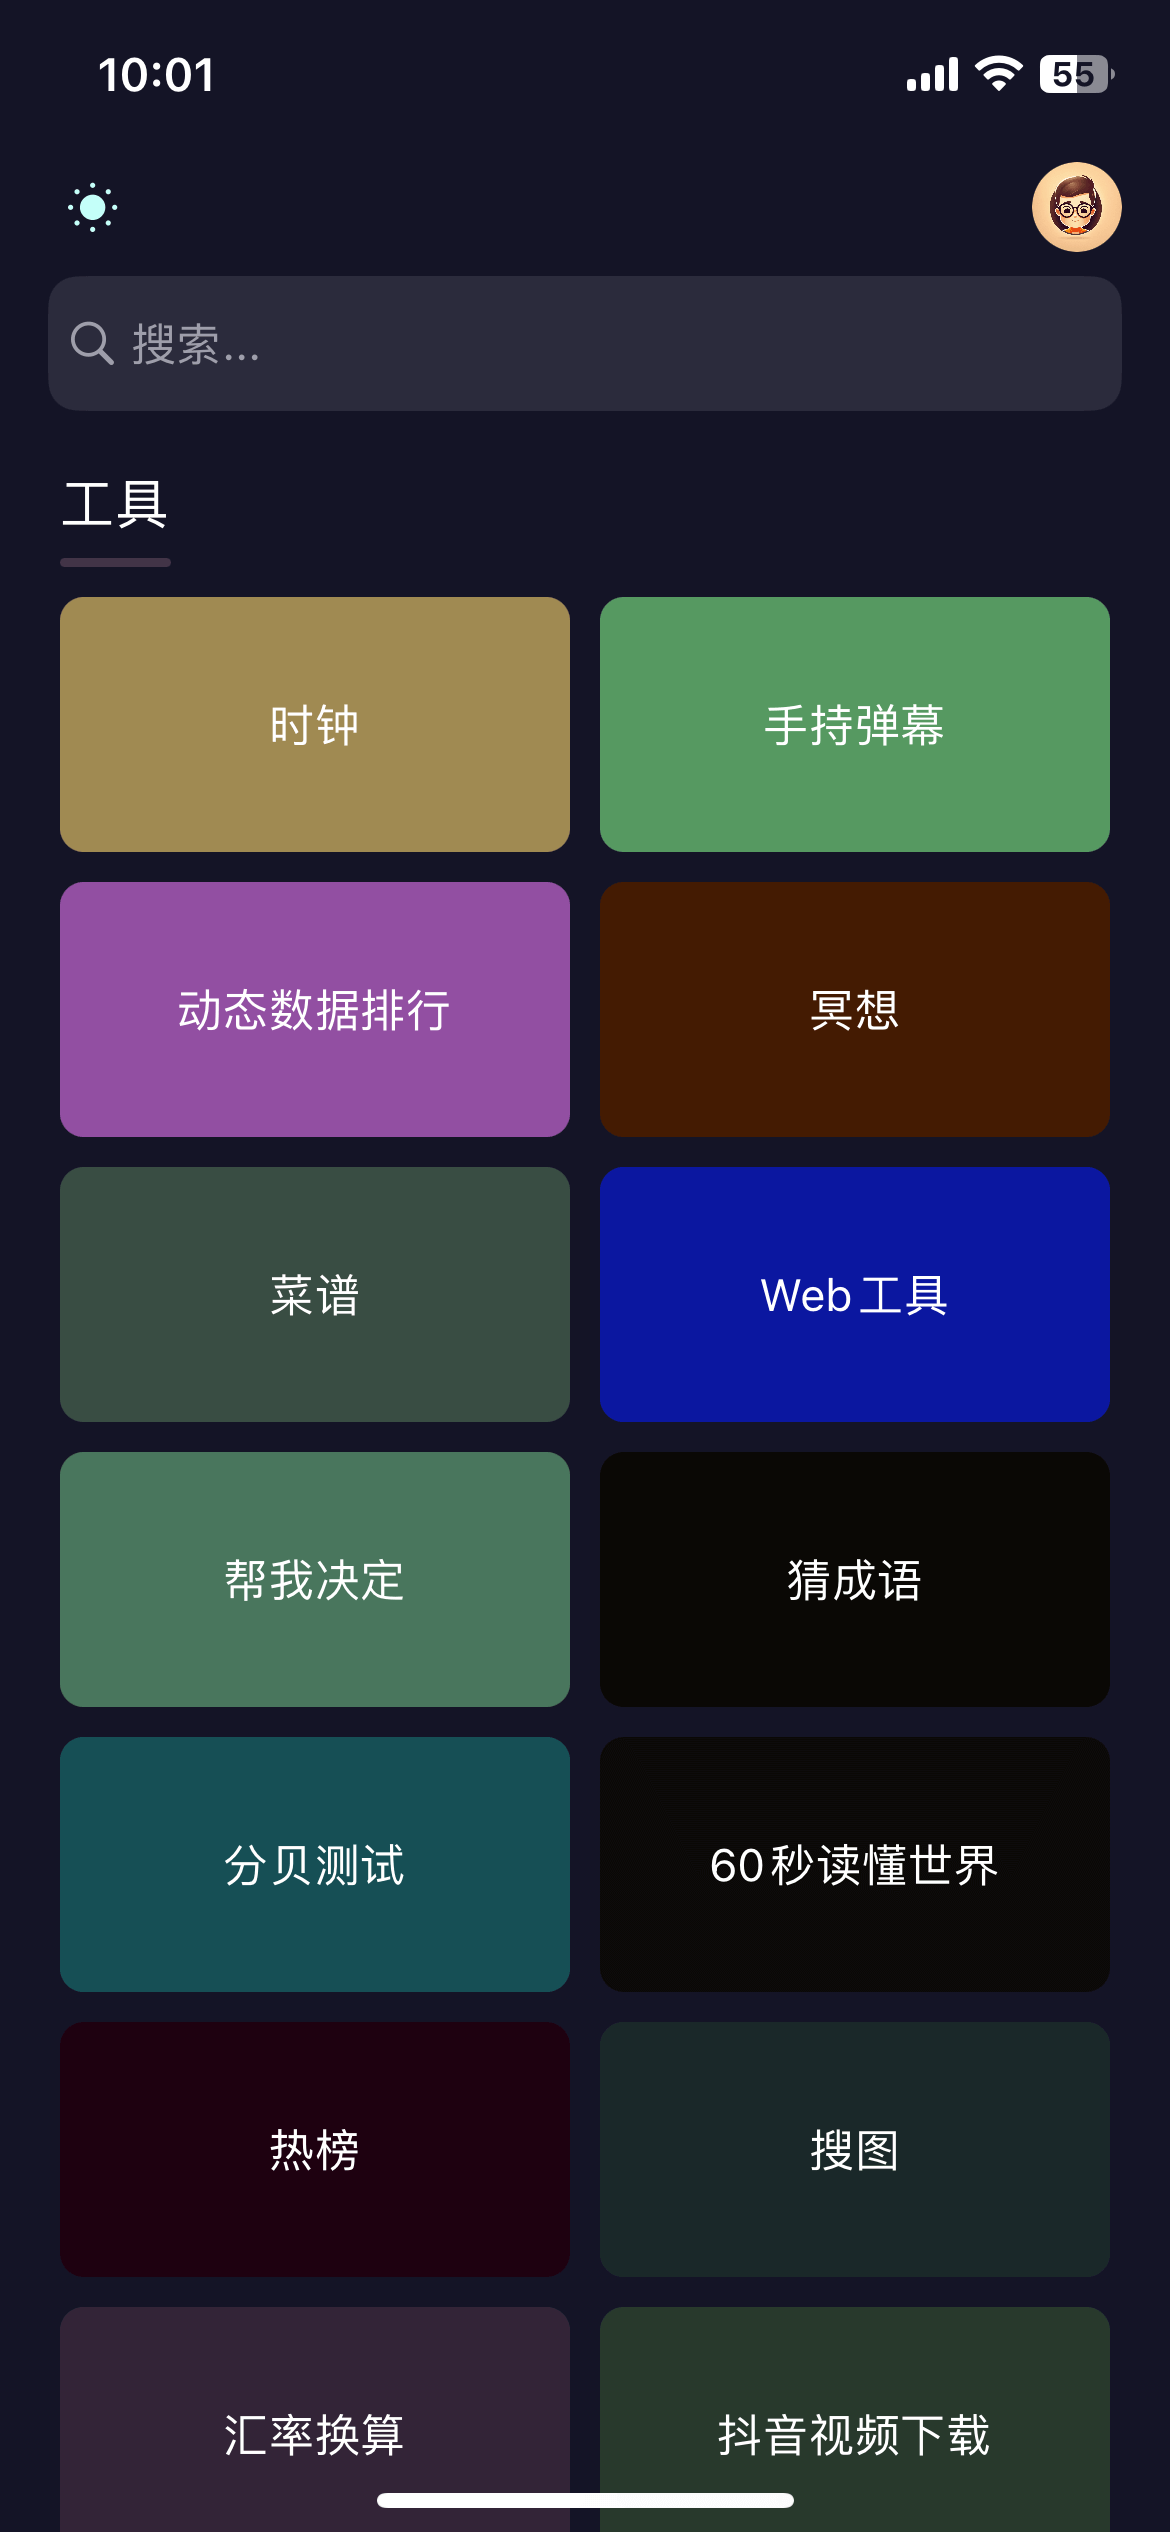 10:01
55
搜索...
工具
时钟
手持弹幕
动态数据排行
冥想
菜谱
Web工具
帮我决定
猜成语
分贝测试
60秒读懂世界
热榜
搜图
汇率换算
抖音视频下载